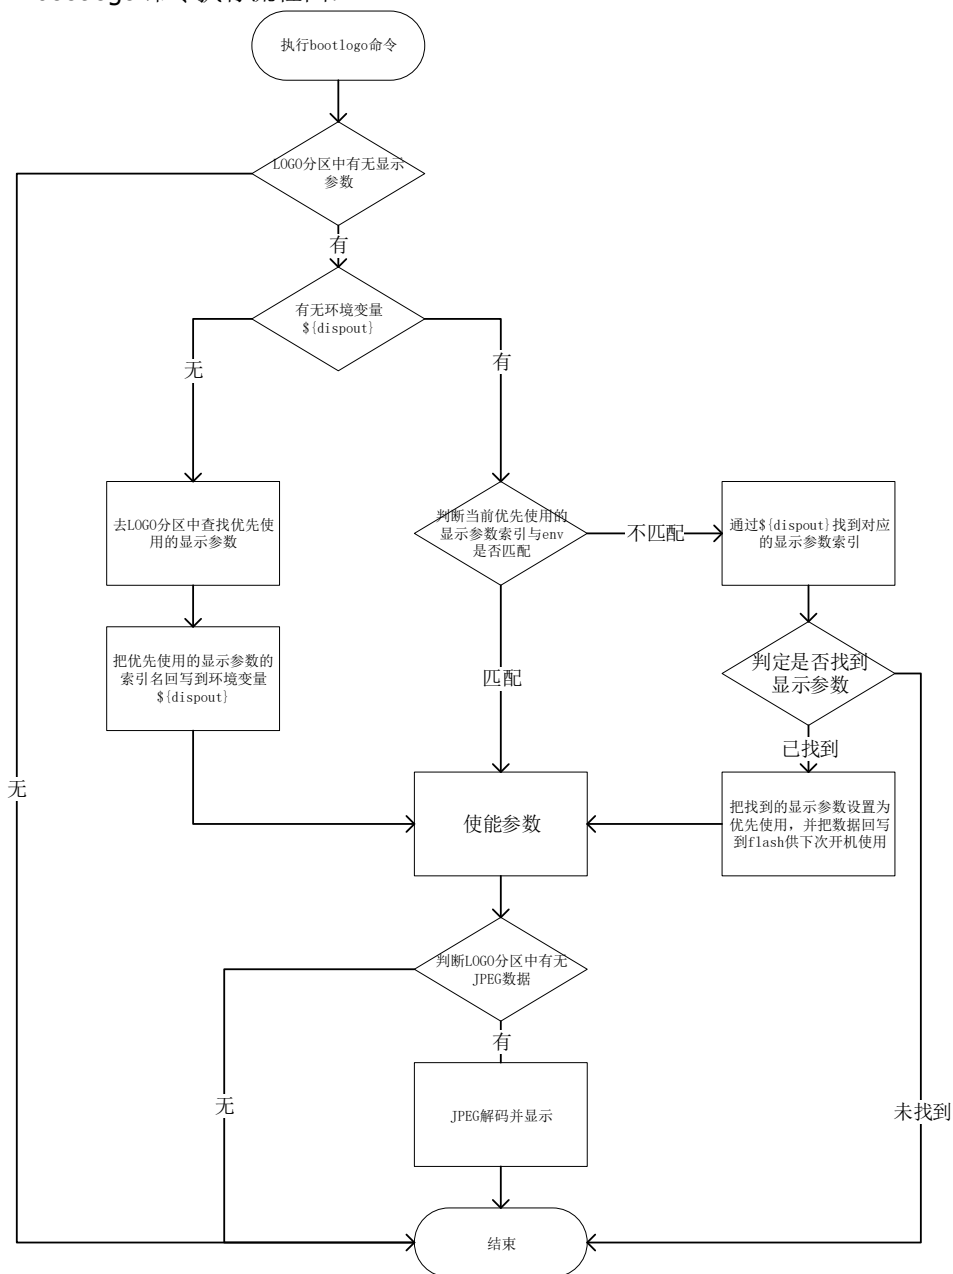 执行bootlogo命令
LOGO分区中有无显示
参数
有
有无环境变量
${dispout}
无
有
去LOGO分区中查找优先使
用的显示参数
判断当前优先使用的
显示参数索引与env
是否匹配
不匹配
通过${dispout}找到对应
的显示参数索引
把优先使用的显示参数的
索引名回写到环境变量
${dispout}
匹配
判定是否找到
显示参数
已找到
无
使能参数
把找到的显示参数设置为
优先使用，并把数据回写
到flash供下次开机使用
判断LOGO分区中有无
JPEG数据
有
无
JPEG解码并显示
未找到
结束